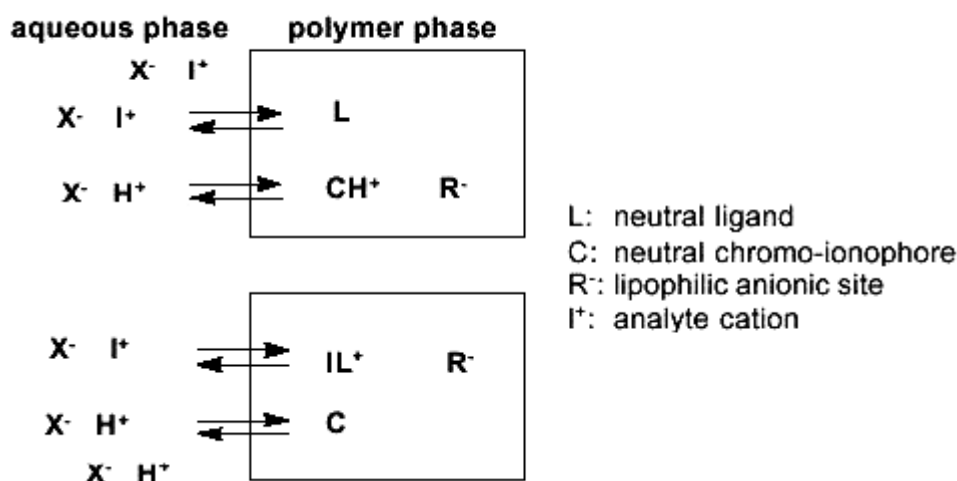 aqueous phase polymer phase
X- I+
X- I+ L
X- H+ CH+ R-
L: neutral ligand
C: neutral chromo-ionophore
R-: lipophilic anionic site
I+: analyte cation
X- I+ IL+ R-
X- H+ C
X- H+